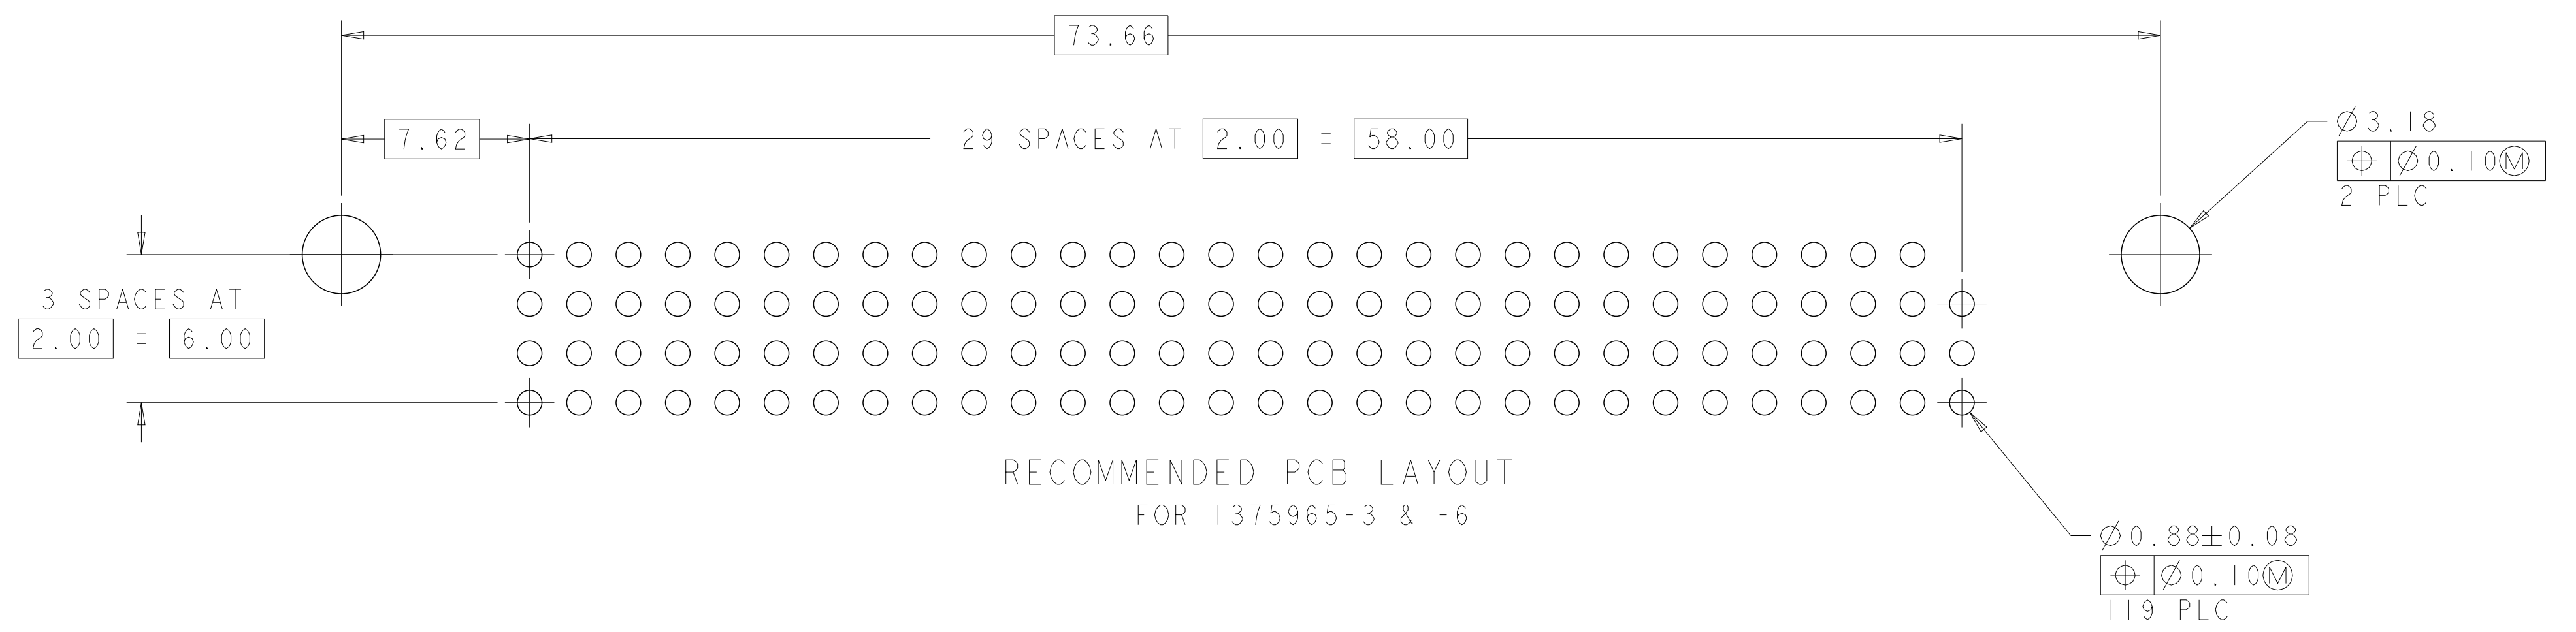 73.66
7.62
29 SPACES AT 2.00 = 58.00
Ø3.18
⌖ Ø0.10Ⓜ
2 PLC
3 SPACES AT
2.00 = 6.00
RECOMMENDED PCB LAYOUT
FOR 1375965-3 & -6
Ø0.88±0.08
⌖ Ø0.10Ⓜ
119 PLC